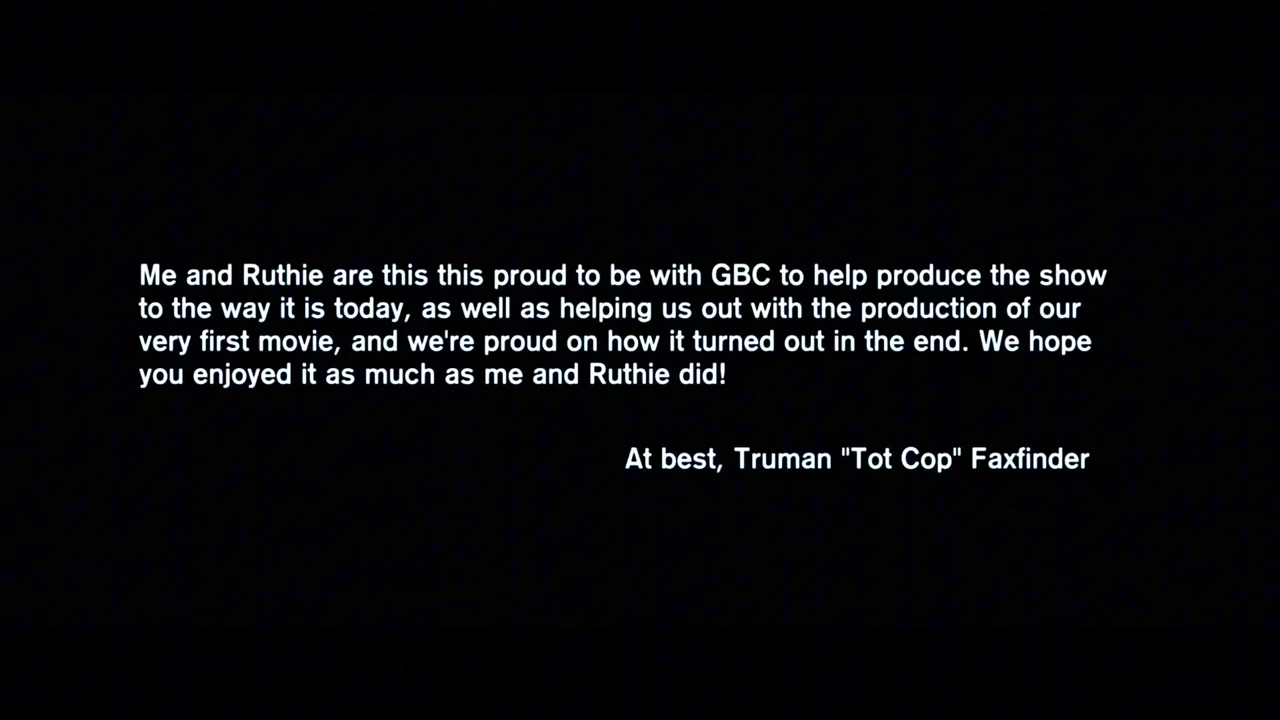 Me and Ruthie are this this proud to be with GBC to help produce the show
to the way it is today, as well as helping us out with the production of our
very first movie, and we're proud on how it turned out in the end. We hope
you enjoyed it as much as me and Ruthie did!
At best, Truman "Tot Cop" Faxfinder